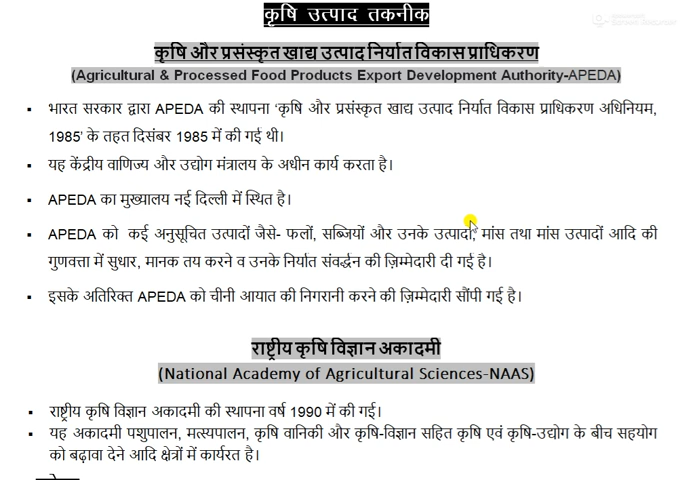 कृषि उत्पाद तकनीक
कृषि और प्रसंस्कृत खाद्य उत्पाद निर्यात विकास प्राधिकरण
(Agricultural & Processed Food Products Export Development Authority-APEDA)
▪ भारत सरकार द्वारा APEDA की स्थापना 'कृषि और प्रसंस्कृत खाद्य उत्पाद निर्यात विकास प्राधिकरण अधिनियम,
1985' के तहत दिसंबर 1985 में की गई थी।
▪ यह केंद्रीय वाणिज्य और उद्योग मंत्रालय के अधीन कार्य करता है।
▪ APEDA का मुख्यालय नई दिल्ली में स्थित है।
▪ APEDA को कई अनुसूचित उत्पादों जैसे- फलों, सब्जियों और उनके उत्पादों, मांस तथा मांस उत्पादों आदि की
गुणवत्ता में सुधार, मानक तय करने व उनके निर्यात संवर्द्धन की ज़िम्मेदारी दी गई है।
▪ इसके अतिरिक्त APEDA को चीनी आयात की निगरानी करने की ज़िम्मेदारी सौंपी गई है।
राष्ट्रीय कृषि विज्ञान अकादमी
(National Academy of Agricultural Sciences-NAAS)
▪ राष्ट्रीय कृषि विज्ञान अकादमी की स्थापना वर्ष 1990 में की गई।
▪ यह अकादमी पशुपालन, मत्स्यपालन, कृषि वानिकी और कृषि-विज्ञान सहित कृषि एवं कृषि-उद्योग के बीच सहयोग
को बढ़ावा देने आदि क्षेत्रों में कार्यरत है।